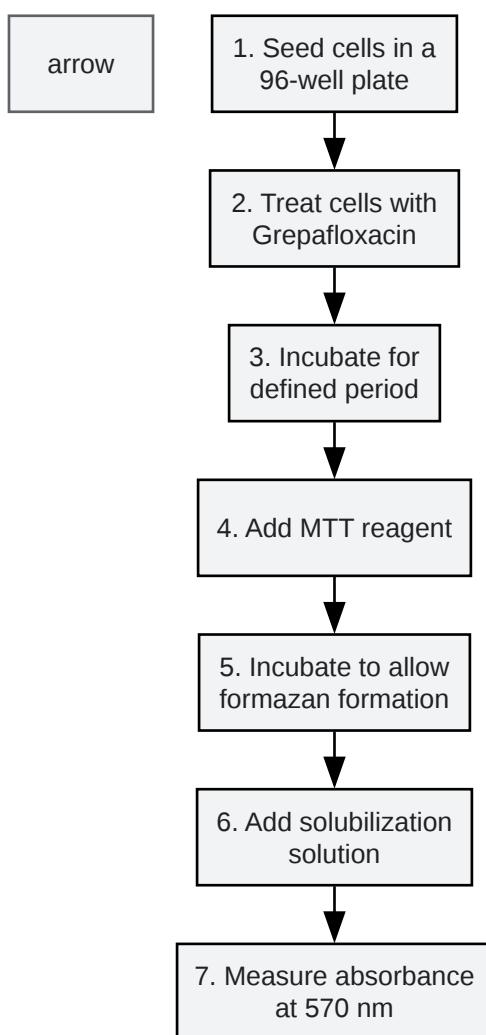 arrow
1. Seed cells in a
96-well plate
2. Treat cells with
Grepafloxacin
3. Incubate for
defined period
4. Add MTT reagent
5. Incubate to allow
formazan formation
6. Add solubilization
solution
7. Measure absorbance
at 570 nm